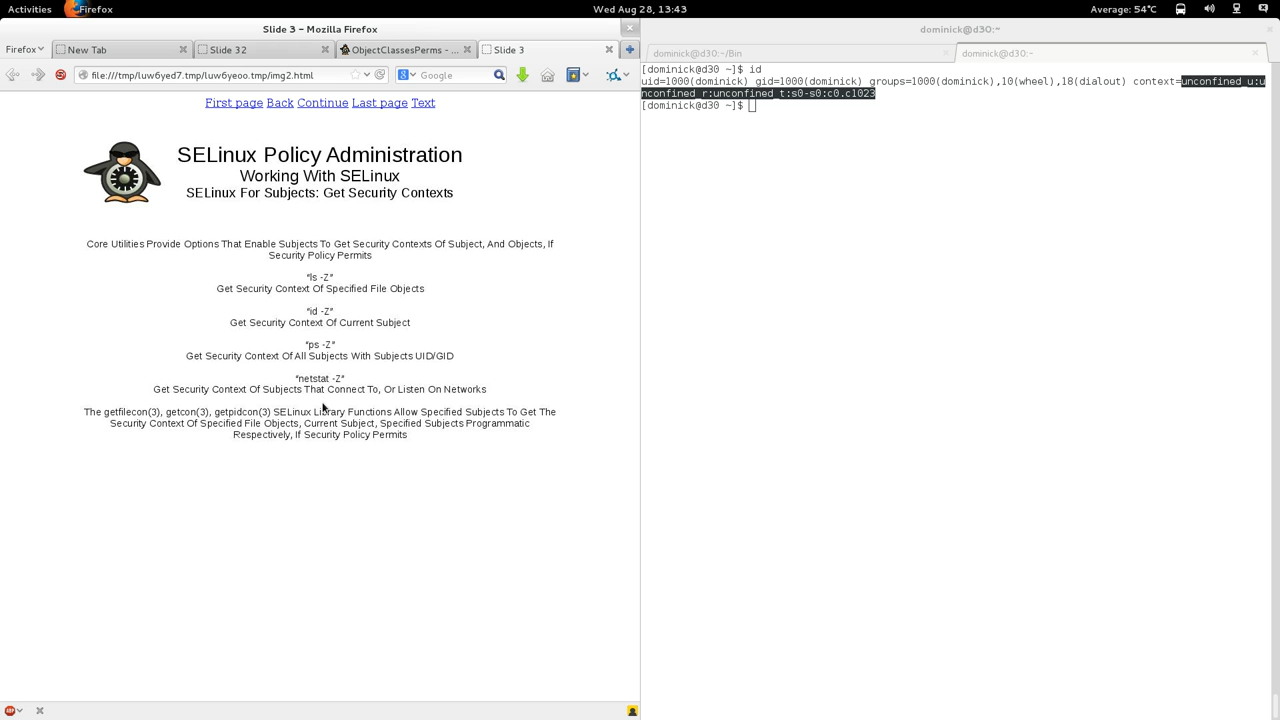 Activities
Firefox
Wed Aug 28, 13:43
Average: 54°C
Slide 3 – Mozilla Firefox
Firefox
New Tab
Slide 32
ObjectClassesPerms - ...
Slide 3
file:///tmp/luw6yed7.tmp/luw6yeoo.tmp/img2.html
Google
First page Back Continue Last page Text
SELinux Policy Administration
Working With SELinux
SELinux For Subjects: Get Security Contexts
Core Utilities Provide Options That Enable Subjects To Get Security Contexts Of Subject, And Objects, If
Security Policy Permits
“ls -Z”
Get Security Context Of Specified File Objects
“id -Z”
Get Security Context Of Current Subject
“ps -Z”
Get Security Context Of All Subjects With Subjects UID/GID
“netstat -Z”
Get Security Context Of Subjects That Connect To, Or Listen On Networks
The getfilecon(3), getcon(3), getpidcon(3) SELinux Library Functions Allow Specified Subjects To Get The
Security Context Of Specified File Objects, Current Subject, Specified Subjects Programmatic
Respectively, If Security Policy Permits
dominick@d30:~
dominick@d30:~/Bin
dominick@d30:~
[dominick@d30 ~]$ id
uid=1000(dominick) gid=1000(dominick) groups=1000(dominick),10(wheel),18(dialout) context=unconfined_u:u
nconfined_r:unconfined_t:s0-s0:c0.c1023
[dominick@d30 ~]$